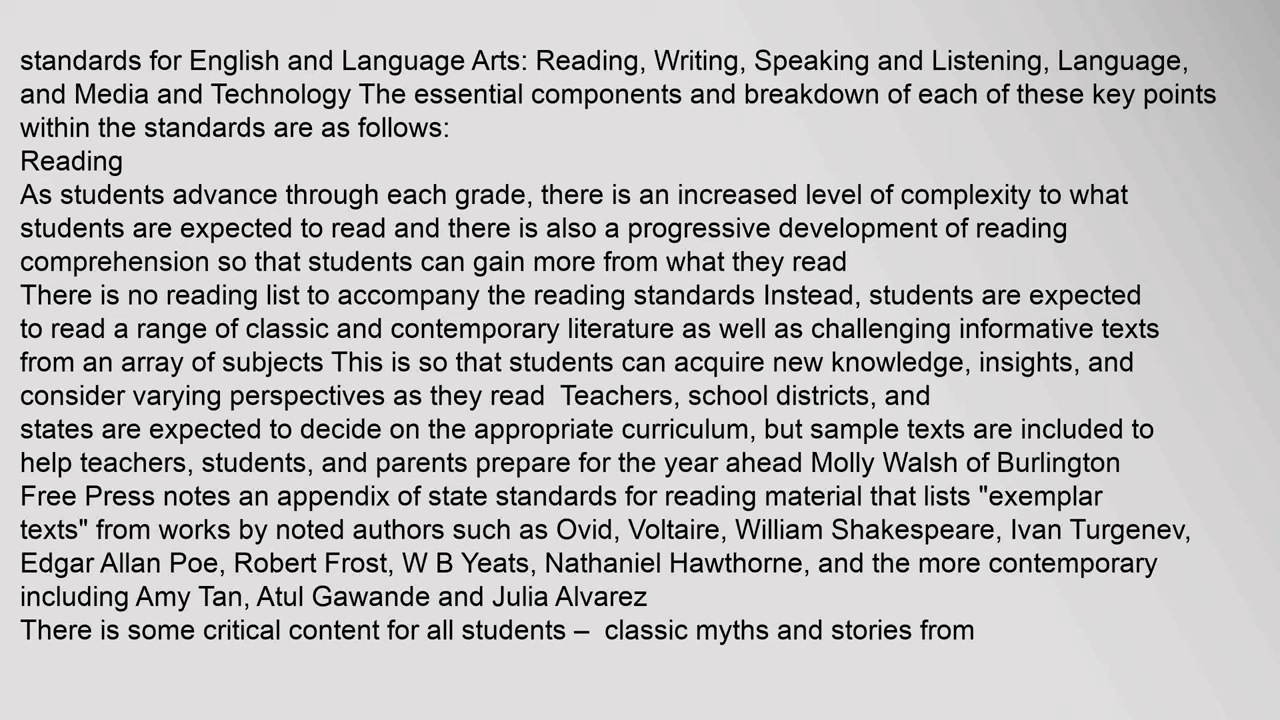 standards for English and Language Arts: Reading, Writing, Speaking and Listening, Language,
and Media and Technology The essential components and breakdown of each of these key points
within the standards are as follows:
Reading
As students advance through each grade, there is an increased level of complexity to what
students are expected to read and there is also a progressive development of reading
comprehension so that students can gain more from what they read
There is no reading list to accompany the reading standards Instead, students are expected
to read a range of classic and contemporary literature as well as challenging informative texts
from an array of subjects This is so that students can acquire new knowledge, insights, and
consider varying perspectives as they read  Teachers, school districts, and
states are expected to decide on the appropriate curriculum, but sample texts are included to
help teachers, students, and parents prepare for the year ahead Molly Walsh of Burlington
Free Press notes an appendix of state standards for reading material that lists "exemplar
texts" from works by noted authors such as Ovid, Voltaire, William Shakespeare, Ivan Turgenev,
Edgar Allan Poe, Robert Frost, W B Yeats, Nathaniel Hawthorne, and the more contemporary
including Amy Tan, Atul Gawande and Julia Alvarez
There is some critical content for all students –  classic myths and stories from